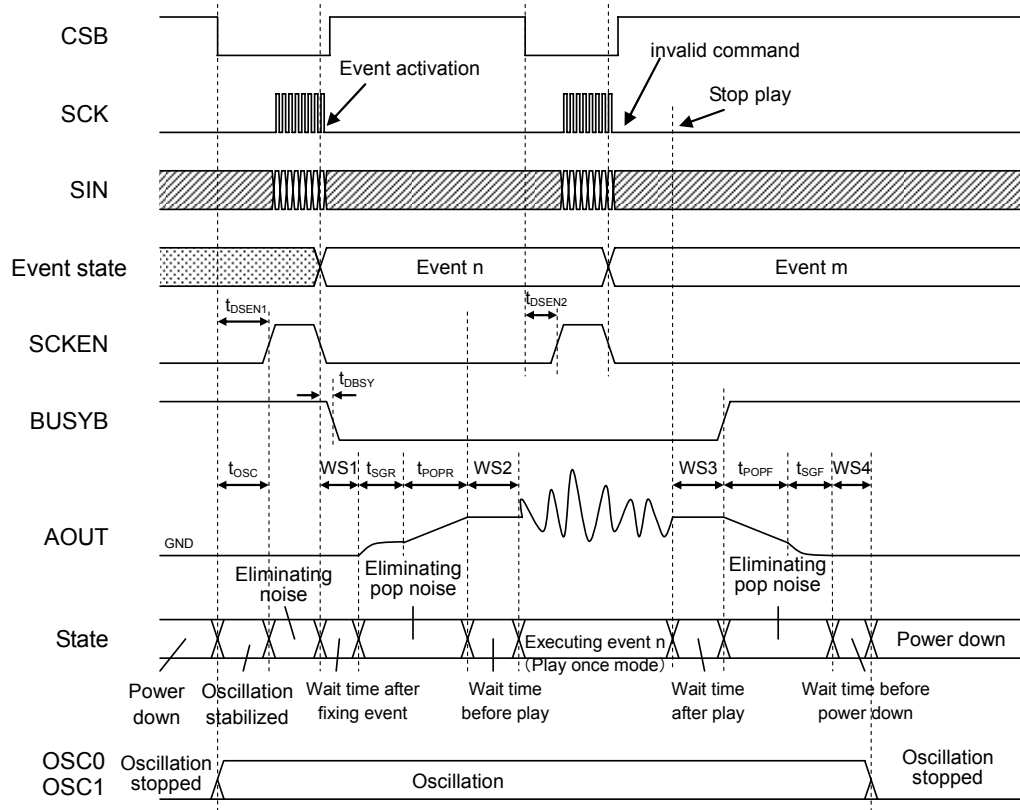 CSB
Event activation
invalid command
SCK
Stop play
SIN
Event state
Event n
Event m
tDSEN1
tDSEN2
SCKEN
tDBSY
BUSYB
tOSC
WS1
tSGR
tPOPR
WS2
WS3
tPOPF
tSGF
WS4
AOUT
GND
Eliminating
noise
Eliminating
pop noise
Eliminating
pop noise
State
Executing event n
(Play once mode)
Power down
Power
down
Oscillation
stabilized
Wait time after
fixing event
Wait time
before play
Wait time
after play
Wait time before
power down
OSC0
OSC1
Oscillation
stopped
Oscillation
Oscillation
stopped